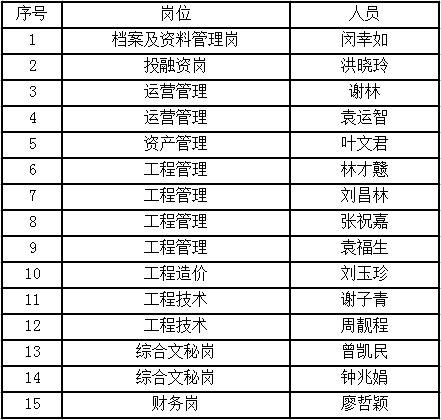 序号 岗位 人员
1 档案及资料管理岗 闵幸如
2 投融资岗 洪晓玲
3 运营管理 谢林
4 运营管理 袁运智
5 资产管理 叶文君
6 工程管理 林才戆
7 工程管理 刘昌林
8 工程管理 张祝嘉
9 工程管理 袁福生
10 工程造价 刘玉珍
11 工程技术 谢子青
12 工程技术 周靓程
13 综合文秘岗 曾凯民
14 综合文秘岗 钟兆娟
15 财务岗 廖哲颖